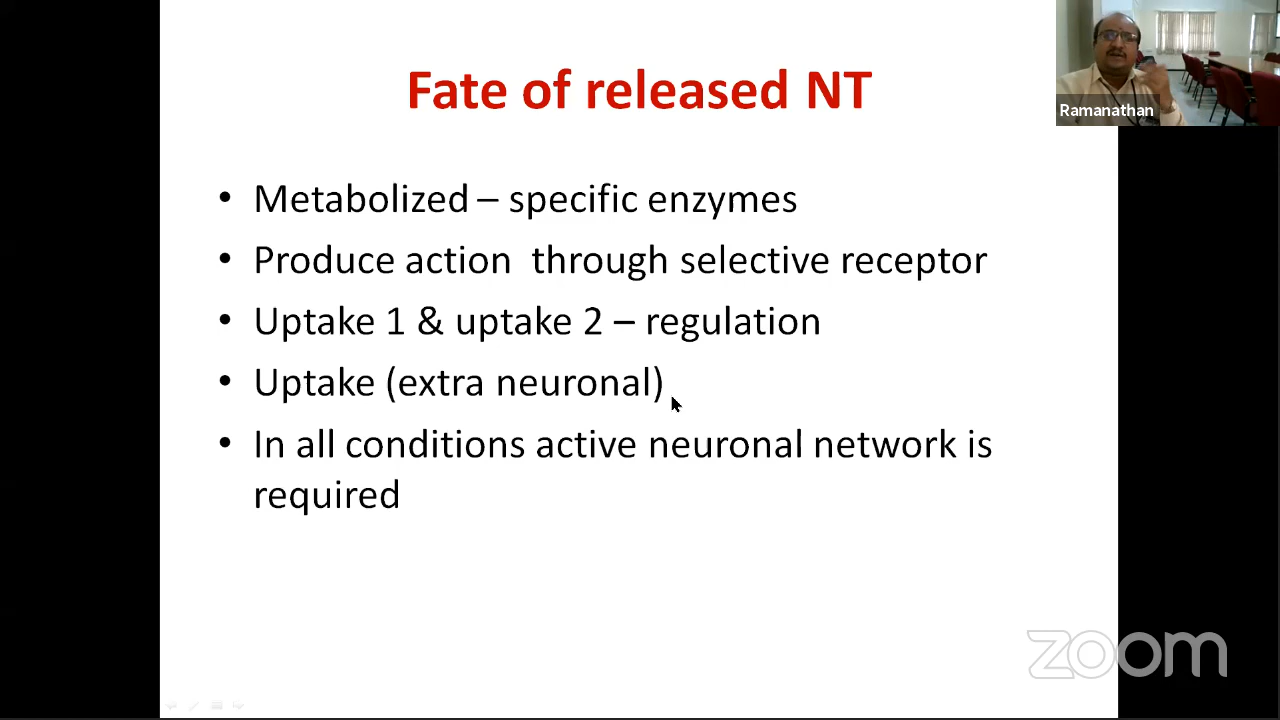 Fate of released NT
Ramanathan
• Metabolized – specific enzymes
• Produce action through selective receptor
• Uptake 1 & uptake 2 – regulation
• Uptake (extra neuronal)
• In all conditions active neuronal network is
required
zoom